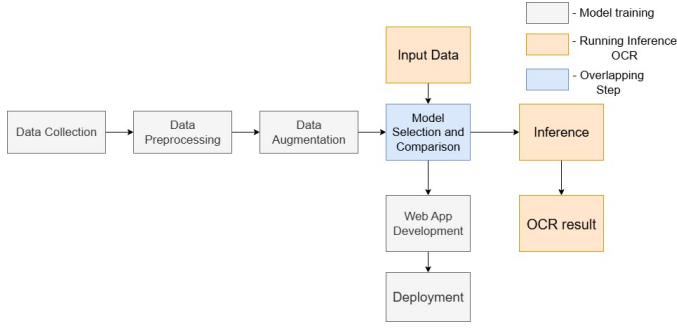 - Model training
- Running Inference
OCR
- Overlapping
Step
Input Data
Data Collection
Data
Preprocessing
Data
Augmentation
Model
Selection and
Comparison
Inference
Web App
Development
OCR result
Deployment